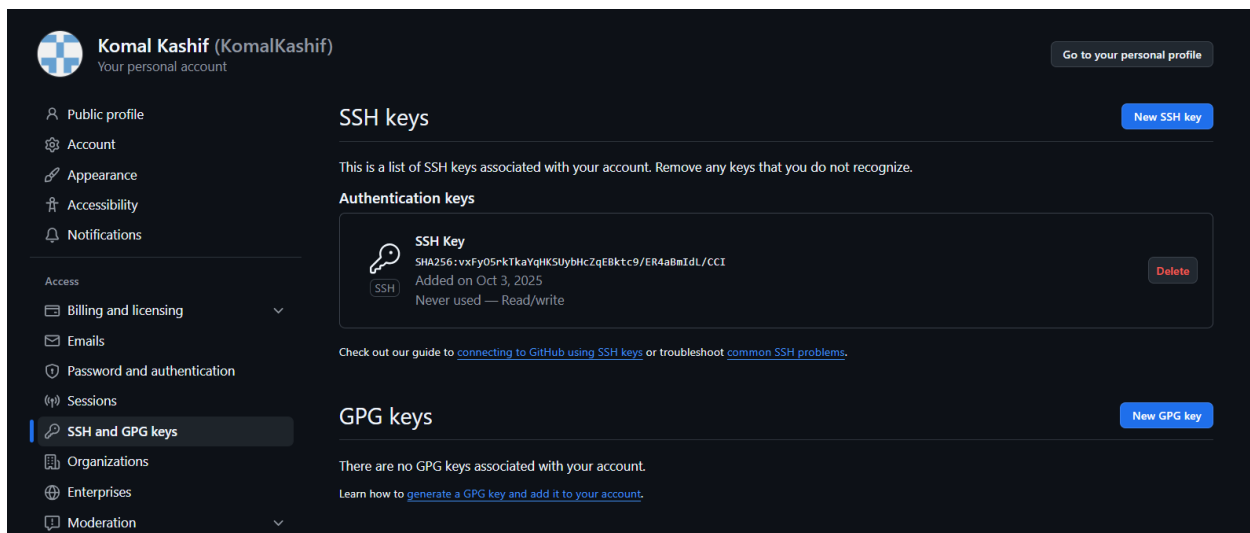 Komal Kashif (KomalKashif)
Your personal account
Go to your personal profile
Public profile
Account
Appearance
Accessibility
Notifications
Access
Billing and licensing
Emails
Password and authentication
Sessions
SSH and GPG keys
Organizations
Enterprises
Moderation
SSH keys
New SSH key
This is a list of SSH keys associated with your account. Remove any keys that you do not recognize.
Authentication keys
SSH
SSH Key
SHA256:vxFyO5rkTkaYqHKSUybHcZqEBktc9/ER4aBmIdL/CCI
Added on Oct 3, 2025
Never used — Read/write
Delete
Check out our guide to connecting to GitHub using SSH keys or troubleshoot common SSH problems.
GPG keys
New GPG key
There are no GPG keys associated with your account.
Learn how to generate a GPG key and add it to your account.